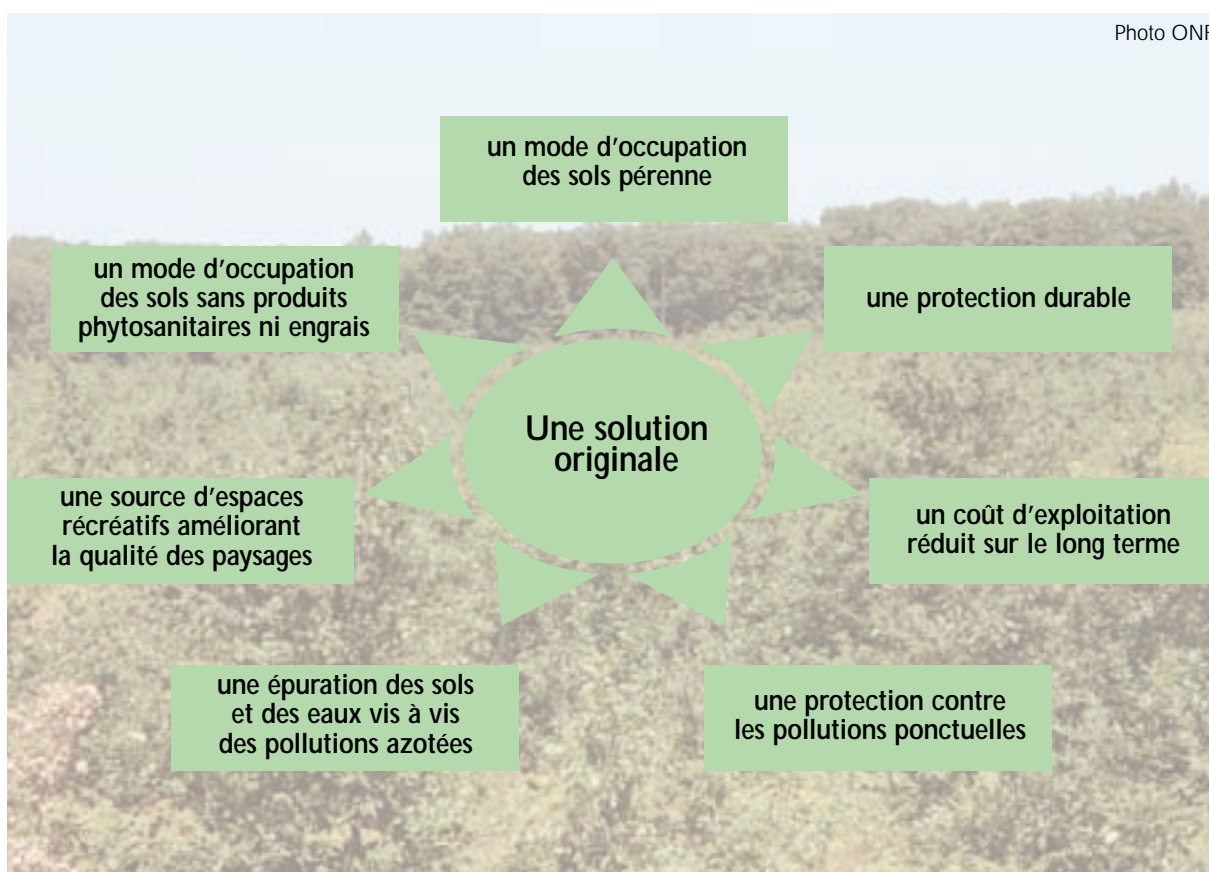 Photo ONF
un mode d'occupation
des sols pérenne
un mode d'occupation
des sols sans produits
phytosanitaires ni engrais
une protection durable
Une solution
originale
une source d'espaces
récréatifs améliorant
la qualité des paysages
un coût d'exploitation
réduit sur le long terme
une épuration des sols
et des eaux vis à vis
des pollutions azotées
une protection contre
les pollutions ponctuelles